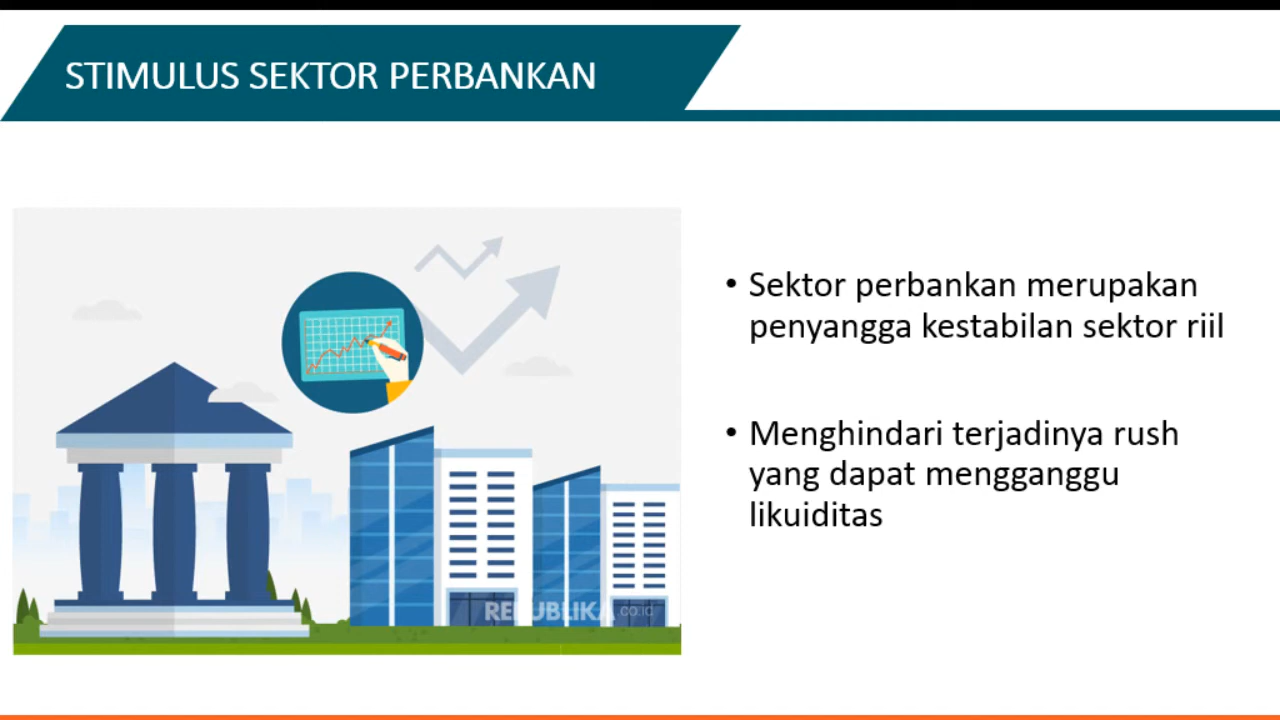 STIMULUS SEKTOR PERBANKAN
• Sektor perbankan merupakan
penyangga kestabilan sektor riil
• Menghindari terjadinya rush
yang dapat mengganggu
likuiditas
REPUBLIKA.co.id